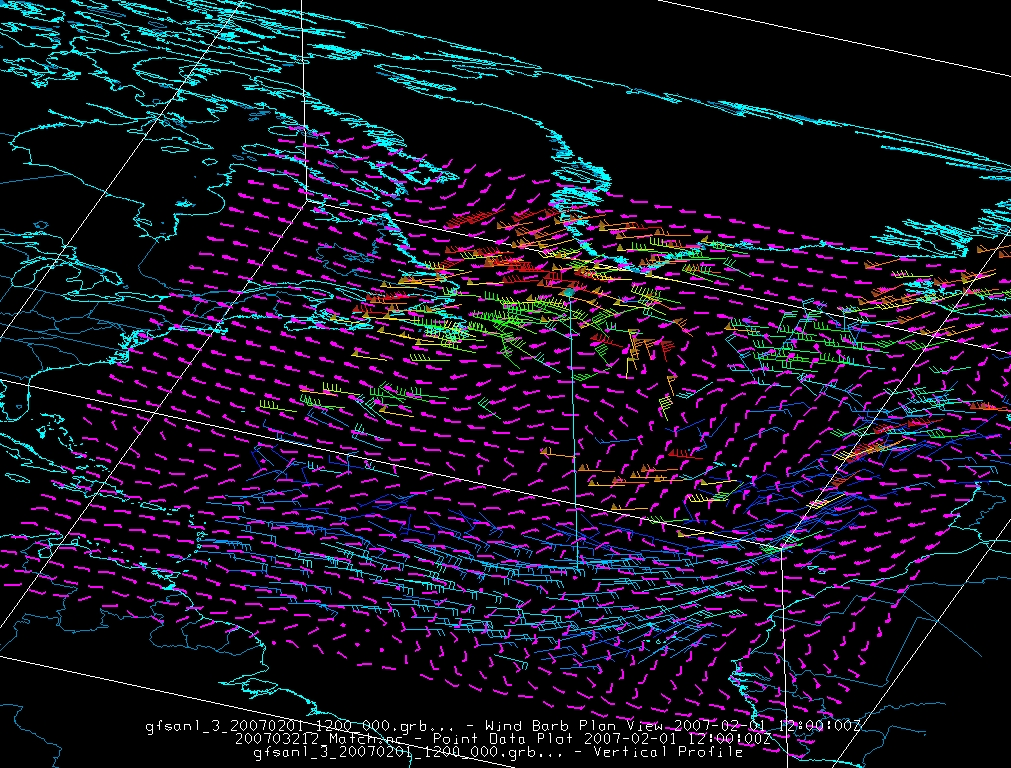 gfsanl_3_20070201_1200_000.grb... - Wind Barb Plan View 2007-02-01 12:00:00Z
200703212_Match.nc - Point Data Plot 2007-02-01 12:00:00Z
gfsanl_3_20070201_1200_000.grb... - Vertical Profile